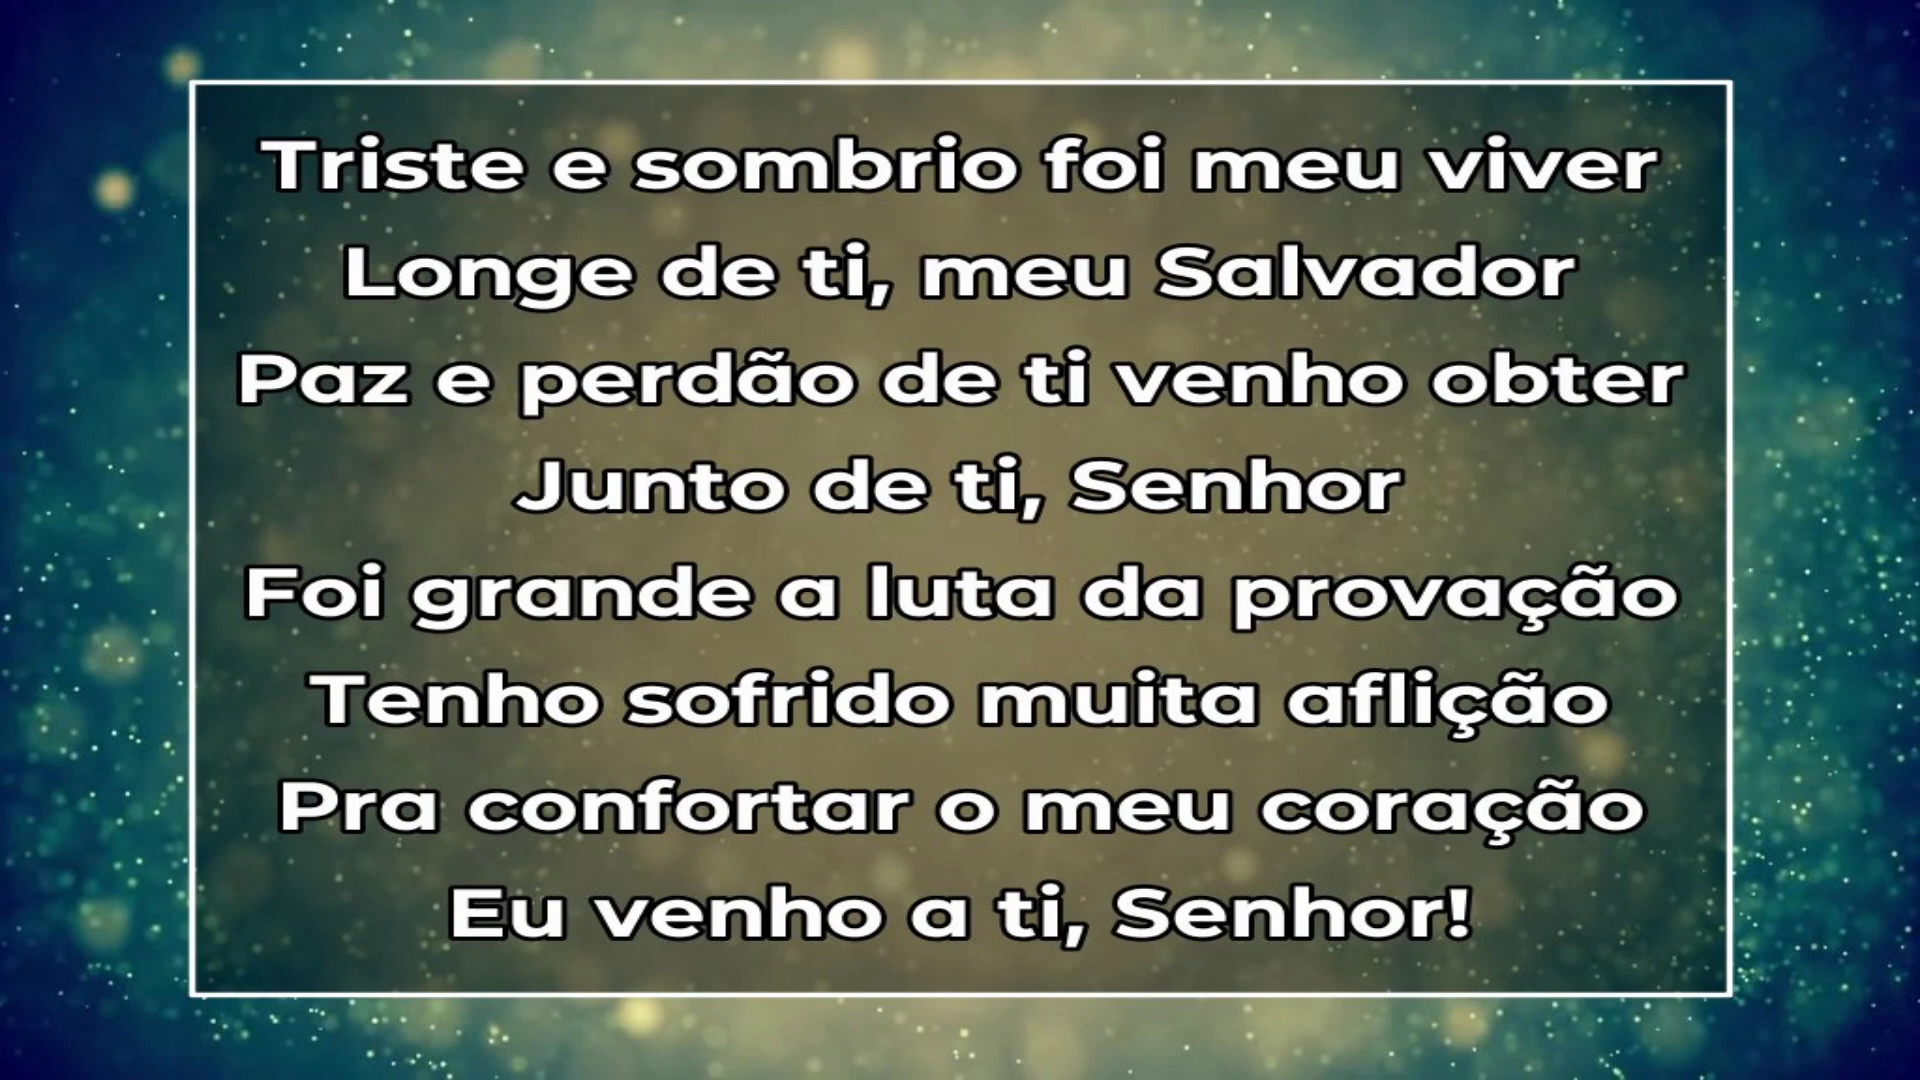 Triste e sombrio foi meu viver
Longe de ti, meu Salvador
Paz e perdão de ti venho obter
Junto de ti, Senhor
Foi grande a luta da provação
Tenho sofrido muita aflição
Pra confortar o meu coração
Eu venho a ti, Senhor!